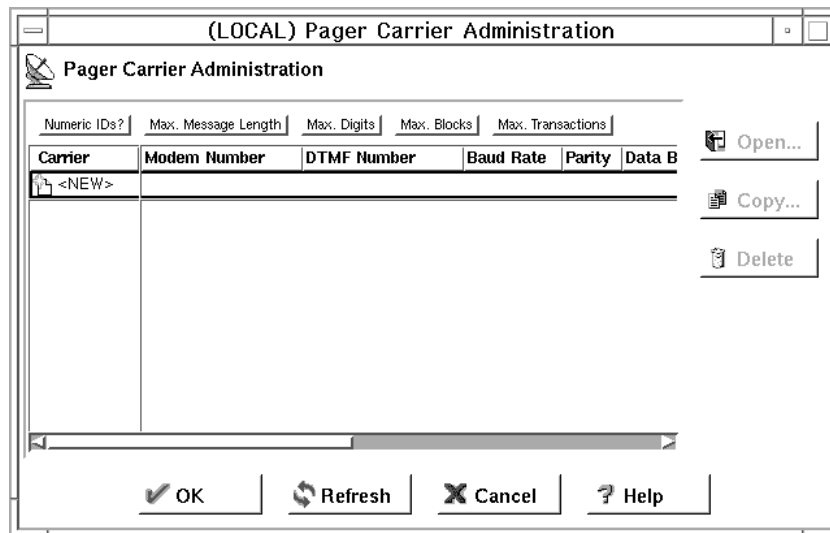 (LOCAL) Pager Carrier Administration
Pager Carrier Administration
Numeric IDs? Max. Message Length Max. Digits Max. Blocks Max. Transactions
Carrier Modem Number DTMF Number Baud Rate Parity Data B
<NEW>
Open...
Copy...
Delete
OK Refresh Cancel Help